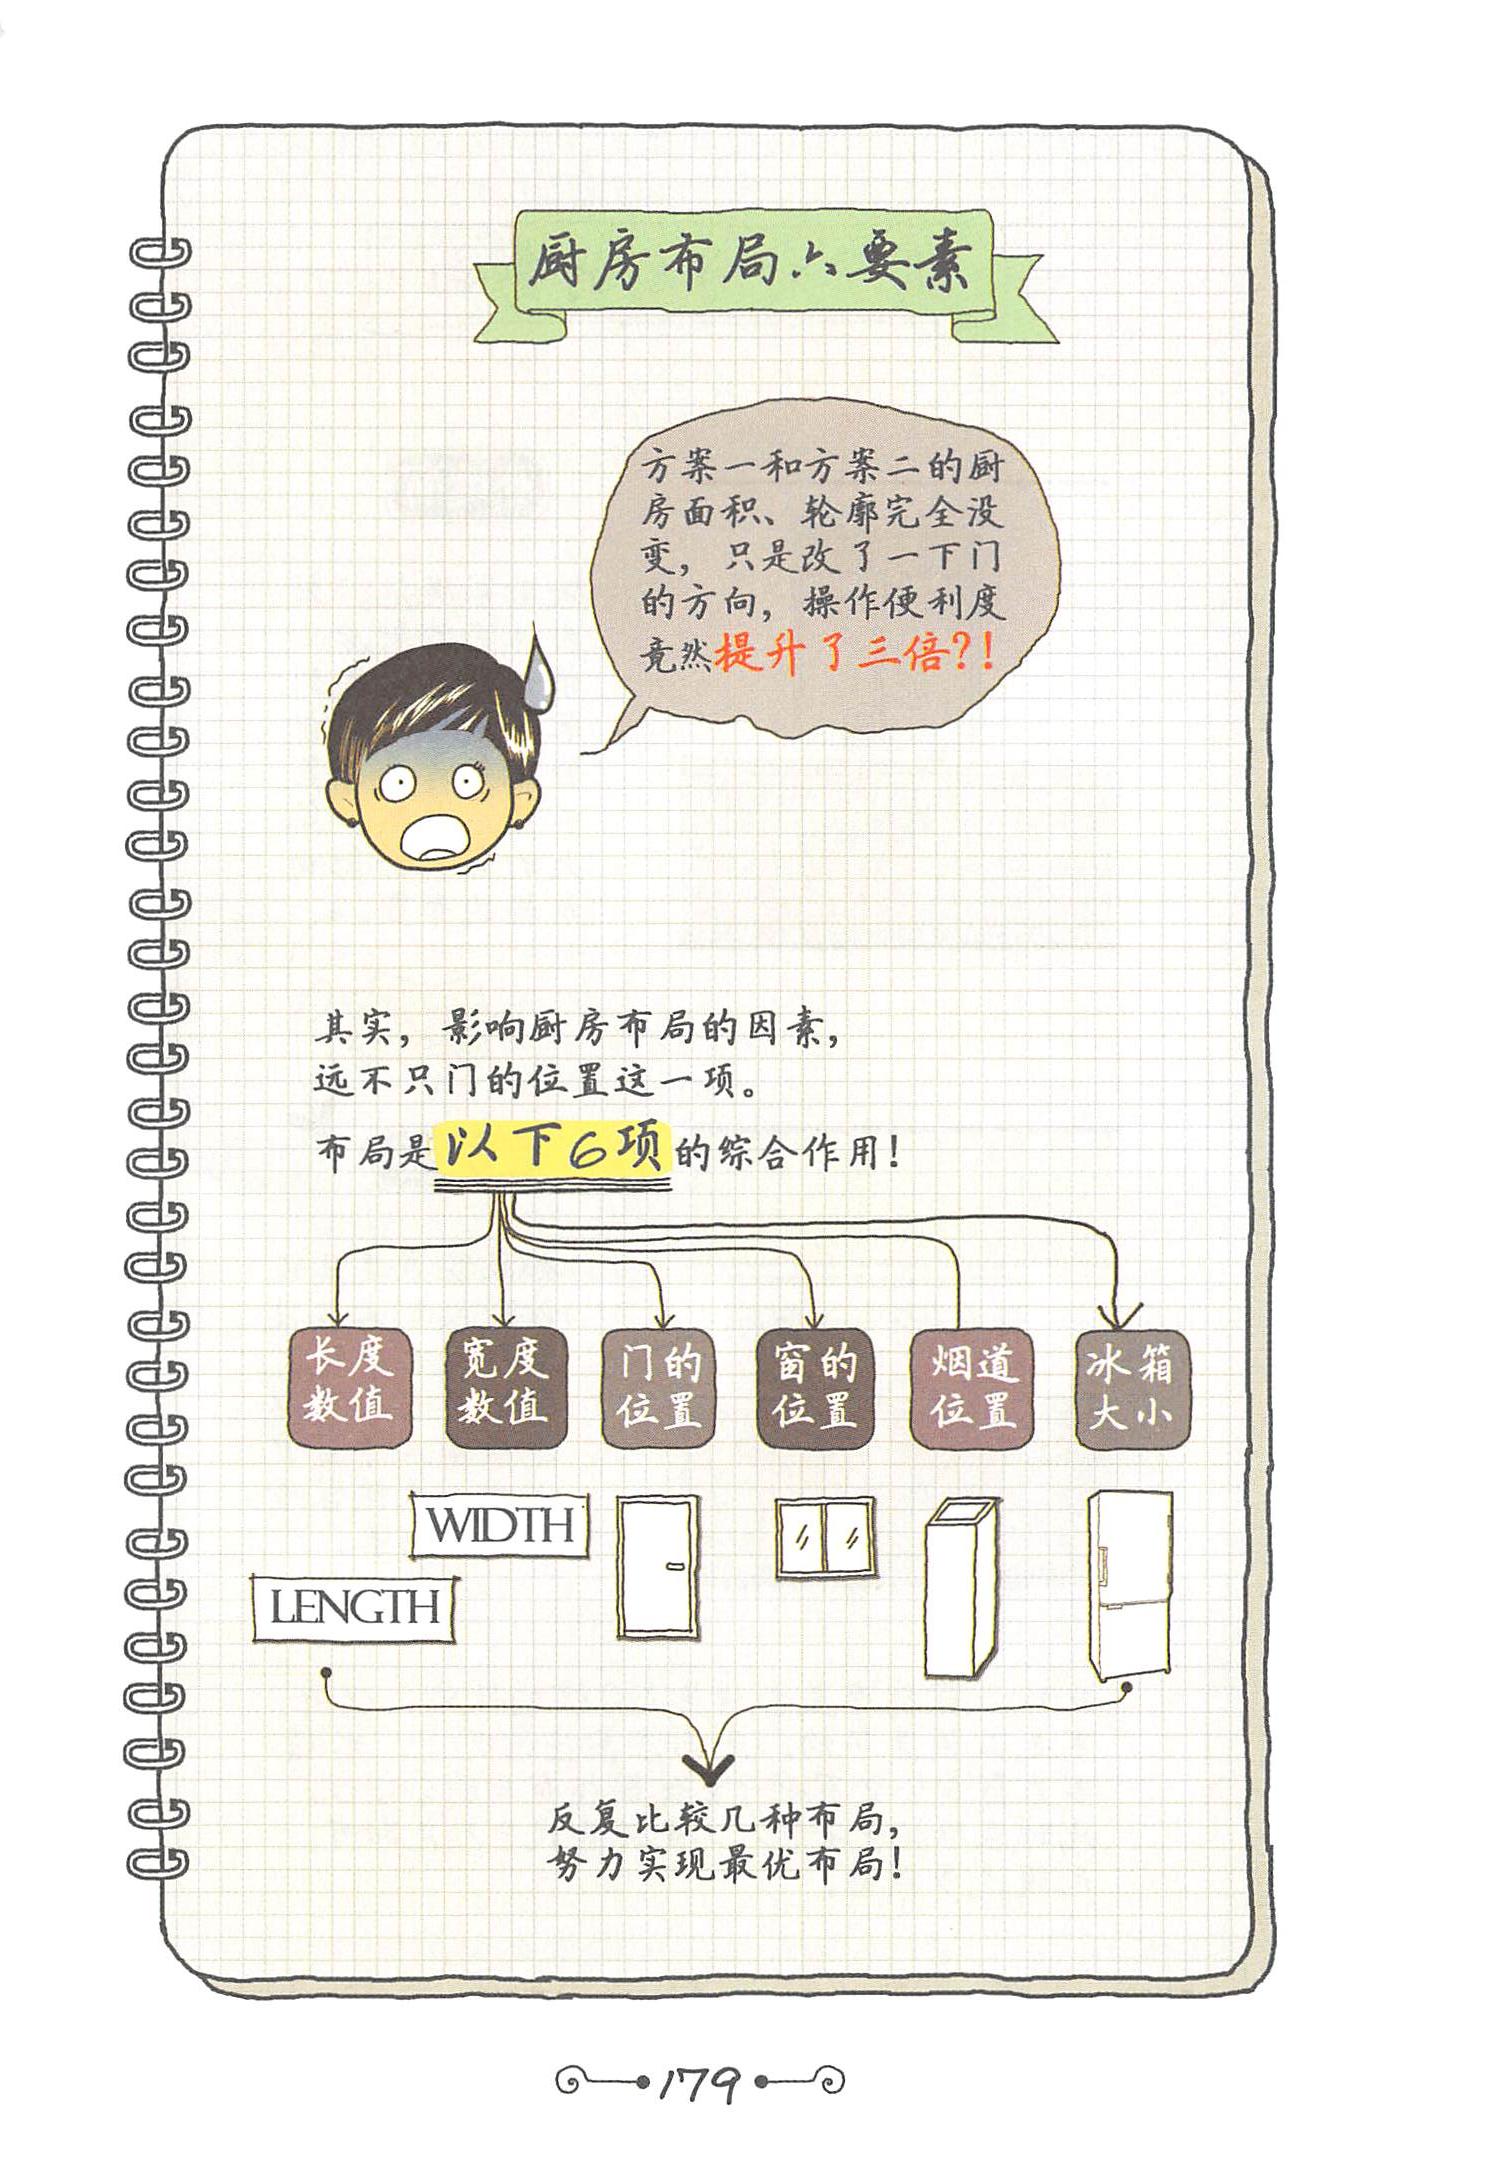 厨房布局六要素
方案一和方案二的厨
房面积、轮廓完全没
变，只是改了一下门
的方向，操作便利度
竟然提升了三倍？！
其实，影响厨房布局的因素，
远不只门的位置这一项。
布局是以下6项的综合作用！
长度
数值
宽度
数值
门的
位置
窗的
位置
烟道
位置
冰箱
大小
WIDTH
LENGTH
反复比较几种布局，
努力实现最优布局！
179